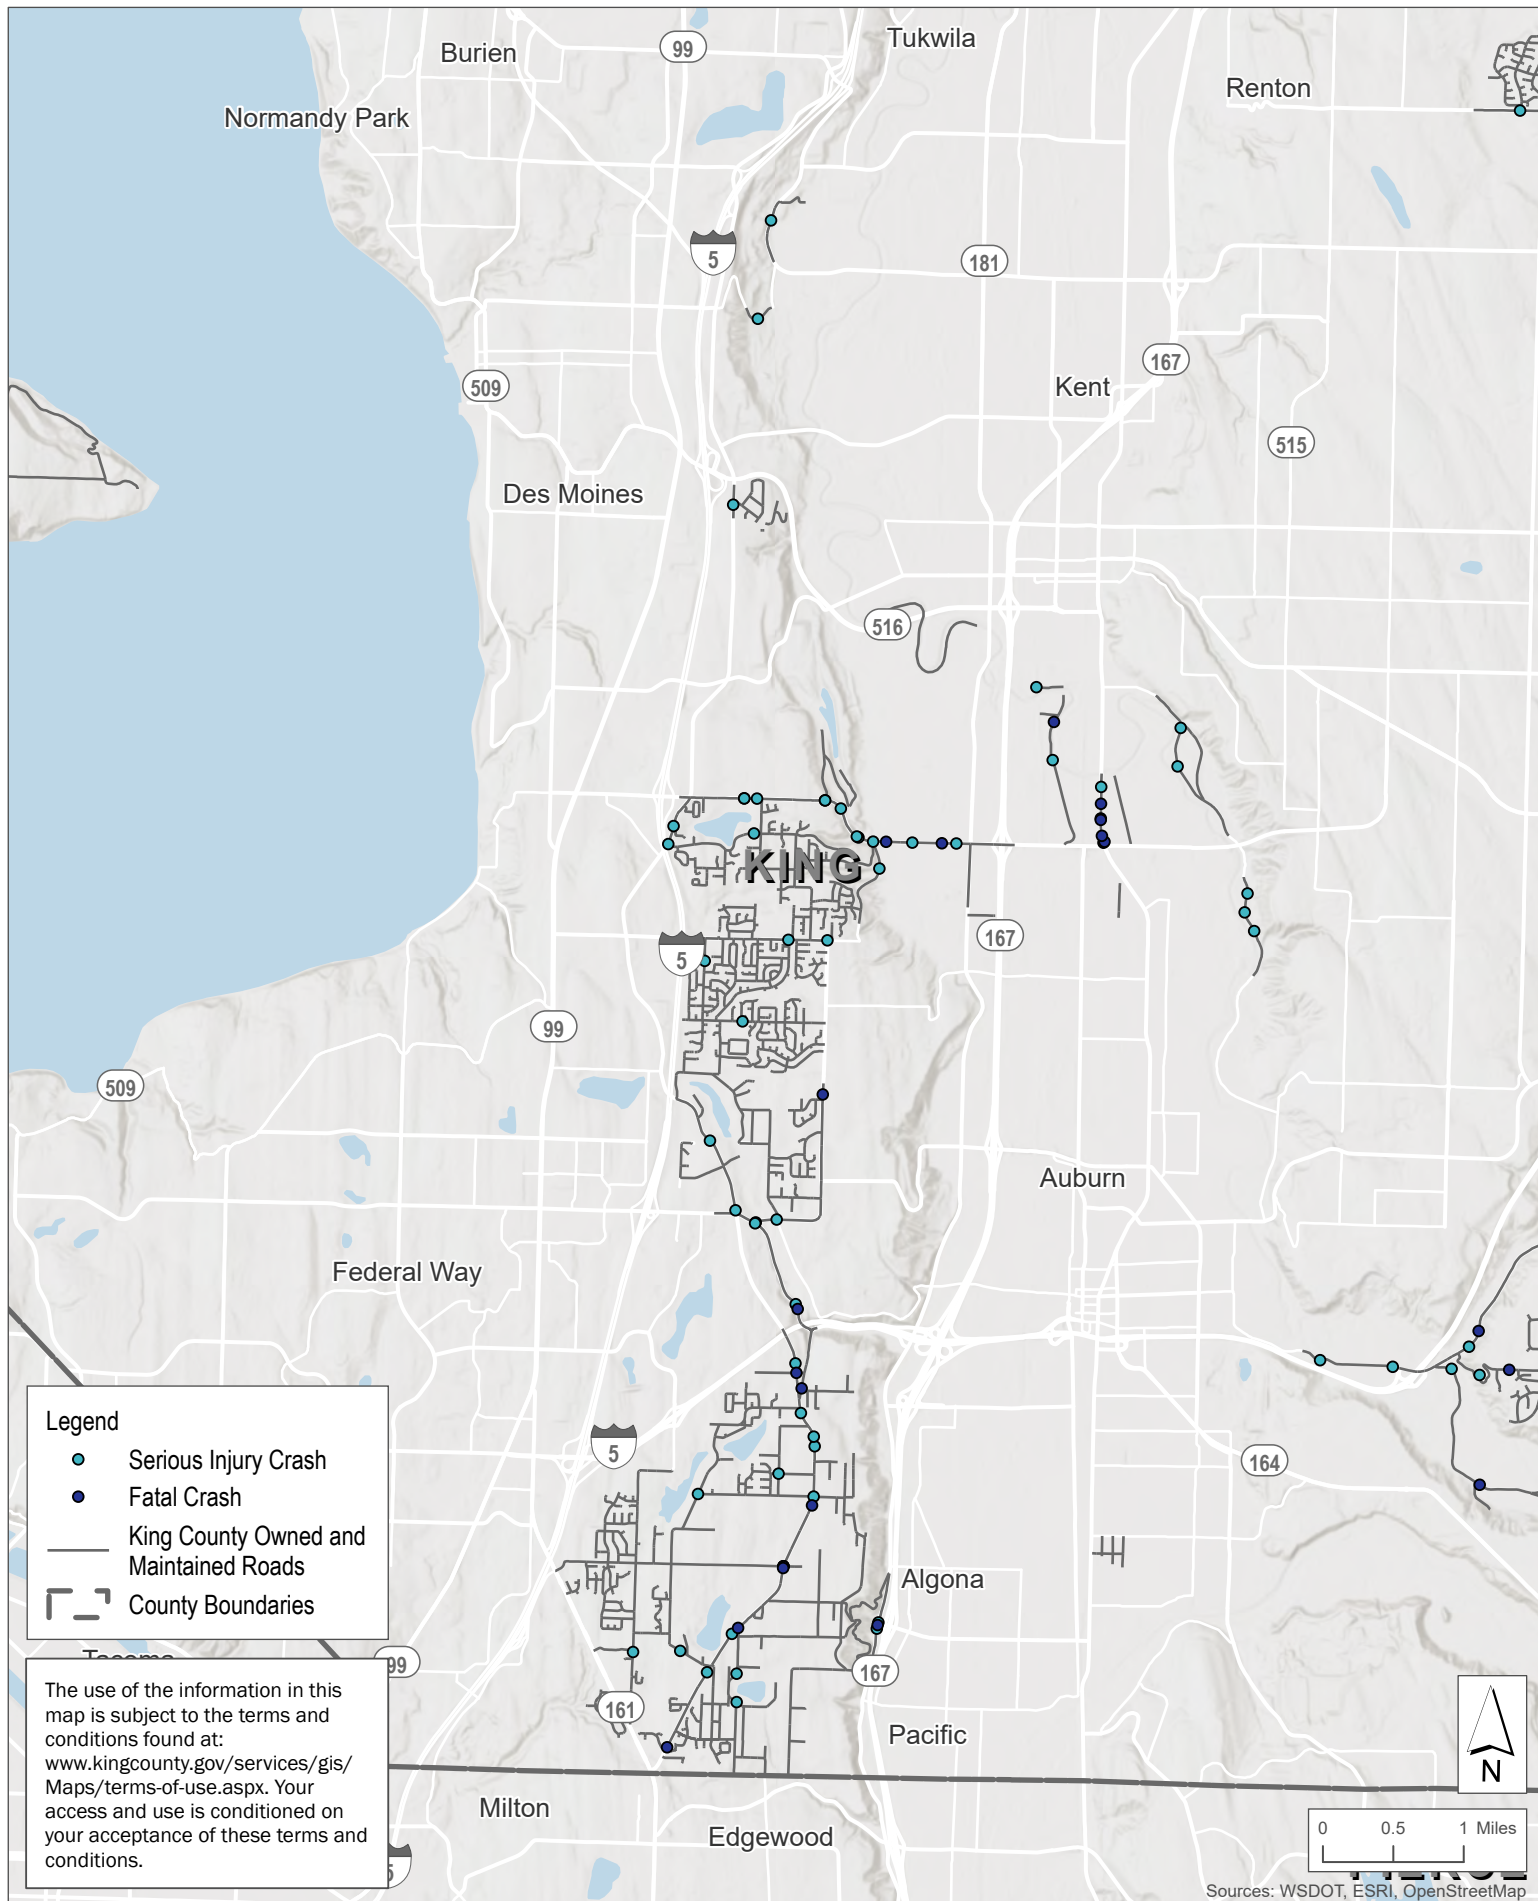 Burien
99
Tukwila
Renton
Normandy Park
5
181
167
Kent
509
515
Des Moines
516
KING
5
167
99
509
Auburn
Federal Way
Legend
Serious Injury Crash
Fatal Crash
King County Owned and
Maintained Roads
County Boundaries
5
164
Algona
Tacoma
99
167
161
Pacific
The use of the information in this
map is subject to the terms and
conditions found at:
www.kingcounty.gov/services/gis/
Maps/terms-of-use.aspx. Your
access and use is conditioned on
your acceptance of these terms and
conditions.
N
Milton
Edgewood
0 0.5 1 Miles
5
PIERCE
Sources: WSDOT, ESRI, OpenStreetMap